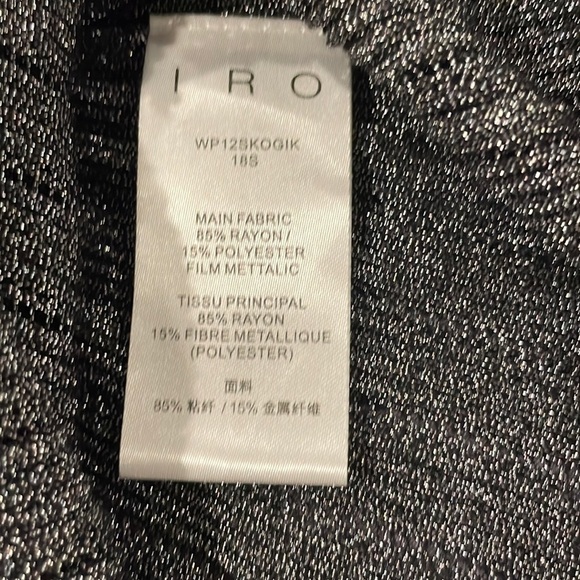 IRO
WP12SKOGIK
18S
MAIN FABRIC
85% RAYON /
15% POLYESTER
FILM METTALIC
TISSU PRINCIPAL
85% RAYON
15% FIBRE METALLIQUE
(POLYESTER)
面料
85% 粘纤 / 15% 金属纤维